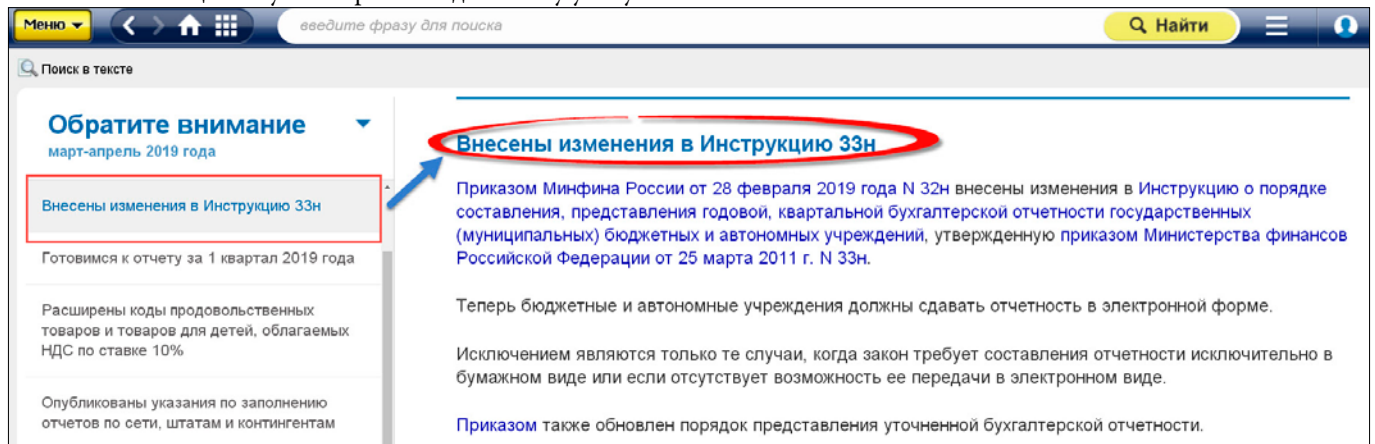 Меню
введите фразу для поиска
Найти
Поиск в тексте
Обратите внимание
март-апрель 2019 года
Внесены изменения в Инструкцию 33н
Готовимся к отчету за 1 квартал 2019 года
Расширены коды продовольственных
товаров и товаров для детей, облагаемых
НДС по ставке 10%
Опубликованы указания по заполнению
отчетов по сети, штатам и контингентам
Внесены изменения в Инструкцию 33н
Приказом Минфина России от 28 февраля 2019 года N 32н внесены изменения в Инструкцию о порядке
составления, представления годовой, квартальной бухгалтерской отчетности государственных
(муниципальных) бюджетных и автономных учреждений, утвержденную приказом Министерства финансов
Российской Федерации от 25 марта 2011 г. N 33н.
Теперь бюджетные и автономные учреждения должны сдавать отчетность в электронной форме.
Исключением являются только те случаи, когда закон требует составления отчетности исключительно в
бумажном виде или если отсутствует возможность ее передачи в электронном виде.
Приказом также обновлен порядок представления уточненной бухгалтерской отчетности.